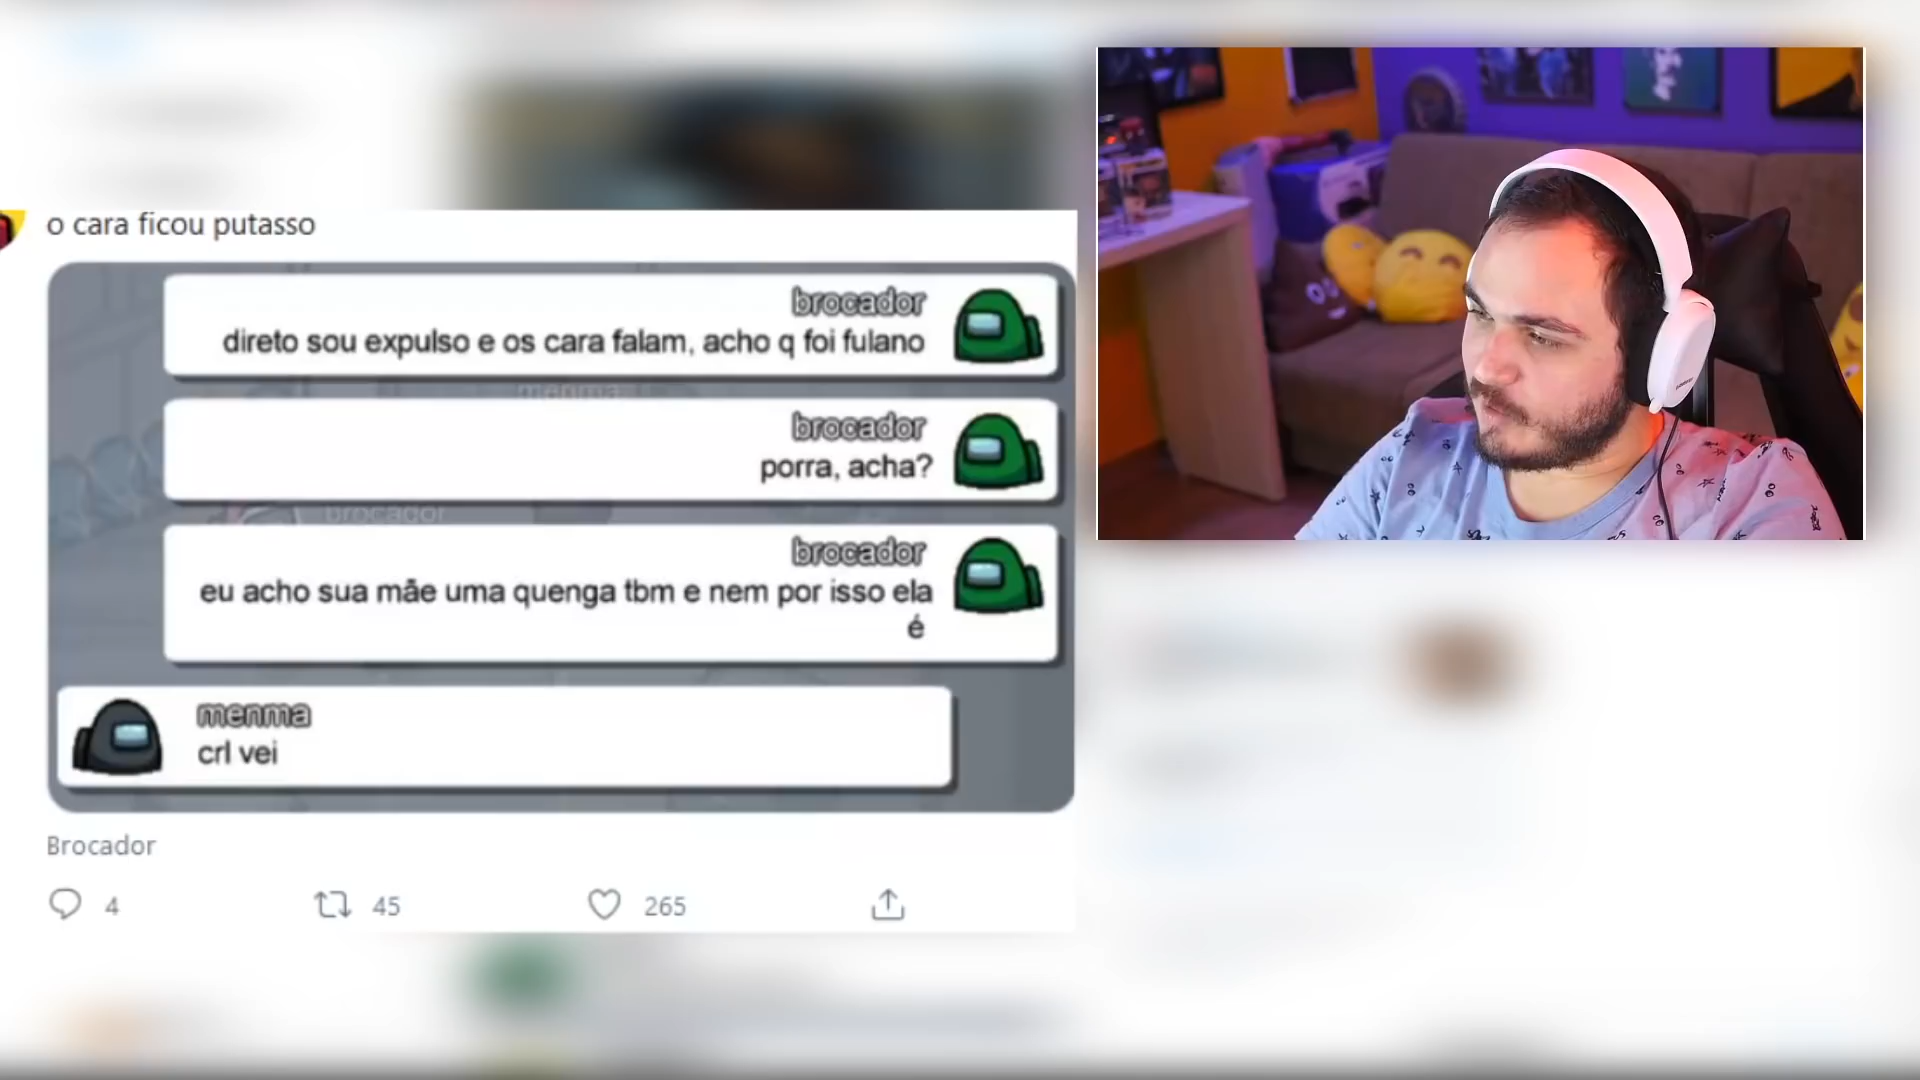 o cara ficou putasso
brocador
direto sou expulso e os cara falam, acho q foi fulano
brocador
porra, acha?
brocador
eu acho sua mãe uma quenga tbm e nem por isso ela
é
menma
crl vei
Brocador
4 45 265